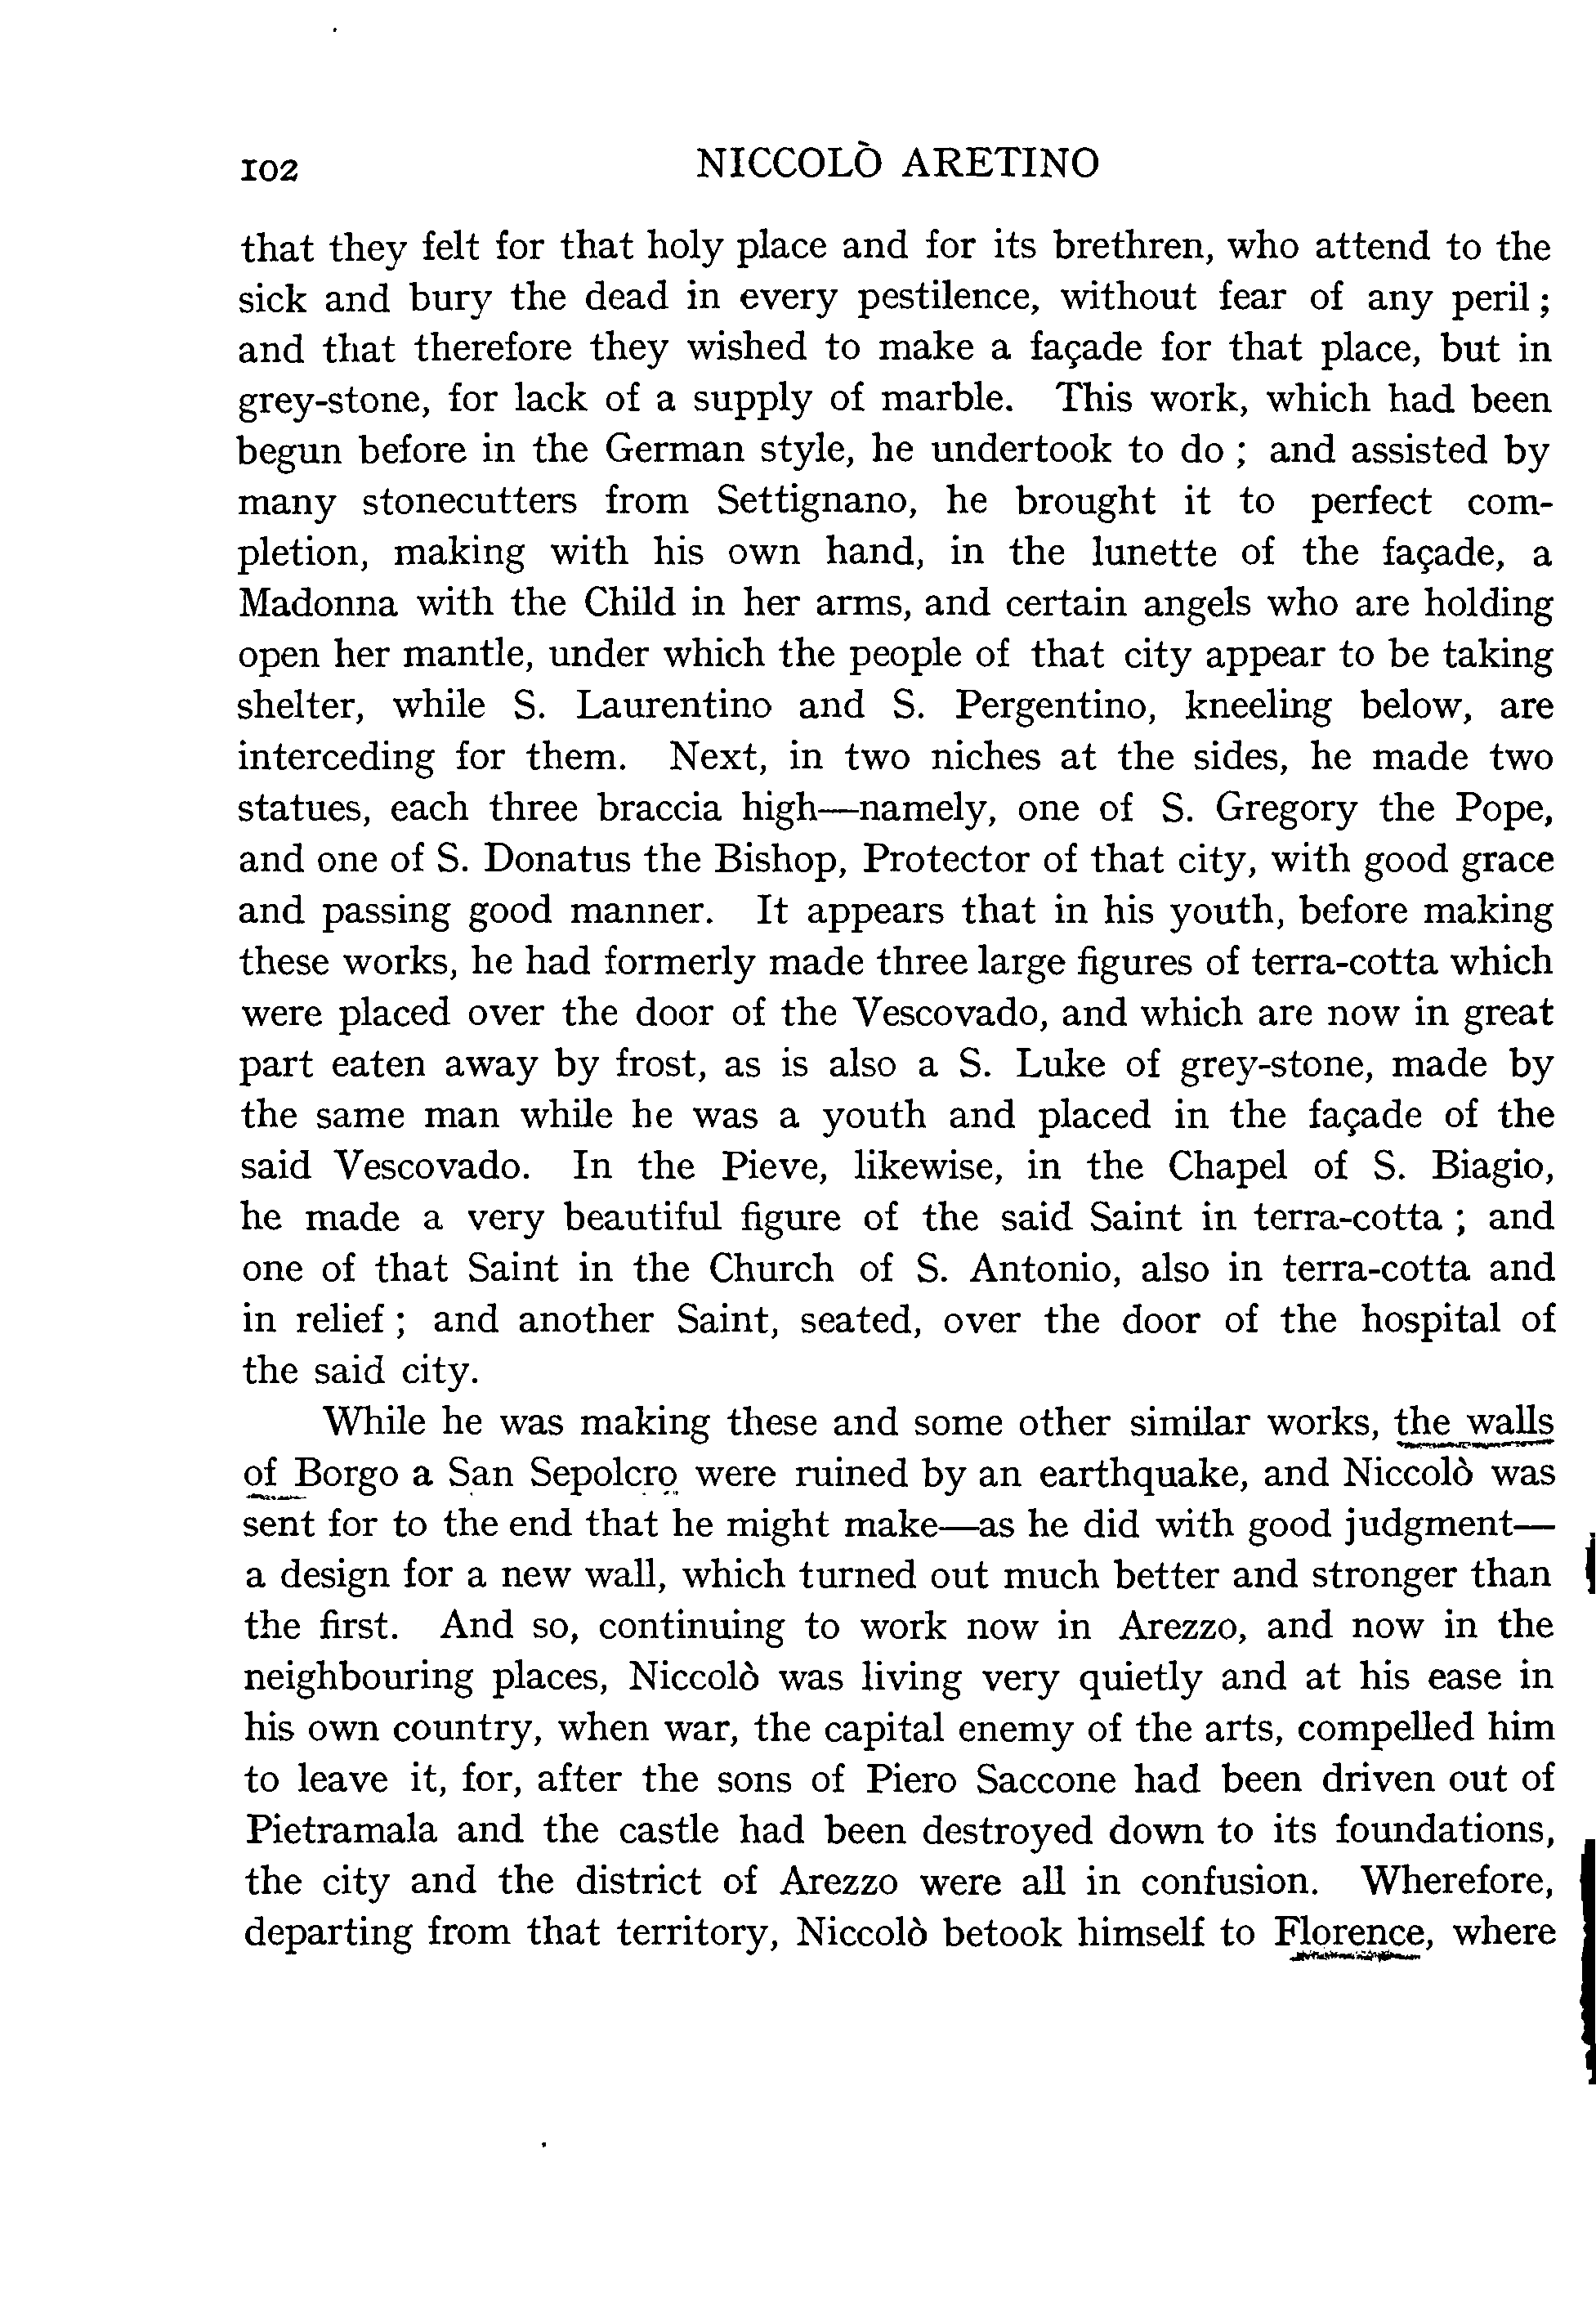 102 NICCOLÒ ARETINO
that they felt for that holy place and for its brethren, who attend to the
sick and bury the dead in every pestilence, without fear of any peril ;
and that therefore they wished to make a façade for that place, but in
grey-stone, for lack of a supply of marble. This work, which had been
begun before in the German style, he undertook to do ; and assisted by
many stonecutters from Settignano, he brought it to perfect com-
pletion, making with his own hand, in the lunette of the façade, a
Madonna with the Child in her arms, and certain angels who are holding
open her mantle, under which the people of that city appear to be taking
shelter, while S. Laurentino and S. Pergentino, kneeling below, are
interceding for them. Next, in two niches at the sides, he made two
statues, each three braccia high—namely, one of S. Gregory the Pope,
and one of S. Donatus the Bishop, Protector of that city, with good grace
and passing good manner. It appears that in his youth, before making
these works, he had formerly made three large figures of terra-cotta which
were placed over the door of the Vescovado, and which are now in great
part eaten away by frost, as is also a S. Luke of grey-stone, made by
the same man while he was a youth and placed in the façade of the
said Vescovado. In the Pieve, likewise, in the Chapel of S. Biagio,
he made a very beautiful figure of the said Saint in terra-cotta ; and
one of that Saint in the Church of S. Antonio, also in terra-cotta and
in relief ; and another Saint, seated, over the door of the hospital of
the said city.
While he was making these and some other similar works, the walls
of Borgo a San Sepolcro were ruined by an earthquake, and Niccolò was
sent for to the end that he might make—as he did with good judgment—
a design for a new wall, which turned out much better and stronger than
the first. And so, continuing to work now in Arezzo, and now in the
neighbouring places, Niccolò was living very quietly and at his ease in
his own country, when war, the capital enemy of the arts, compelled him
to leave it, for, after the sons of Piero Saccone had been driven out of
Pietramala and the castle had been destroyed down to its foundations,
the city and the district of Arezzo were all in confusion. Wherefore,
departing from that territory, Niccolò betook himself to Florence, where